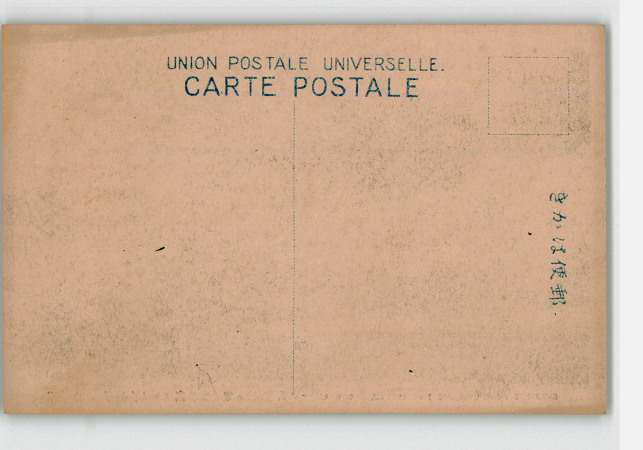 UNION POSTALE UNIVERSELLE.
CARTE POSTALE
郵便はかき